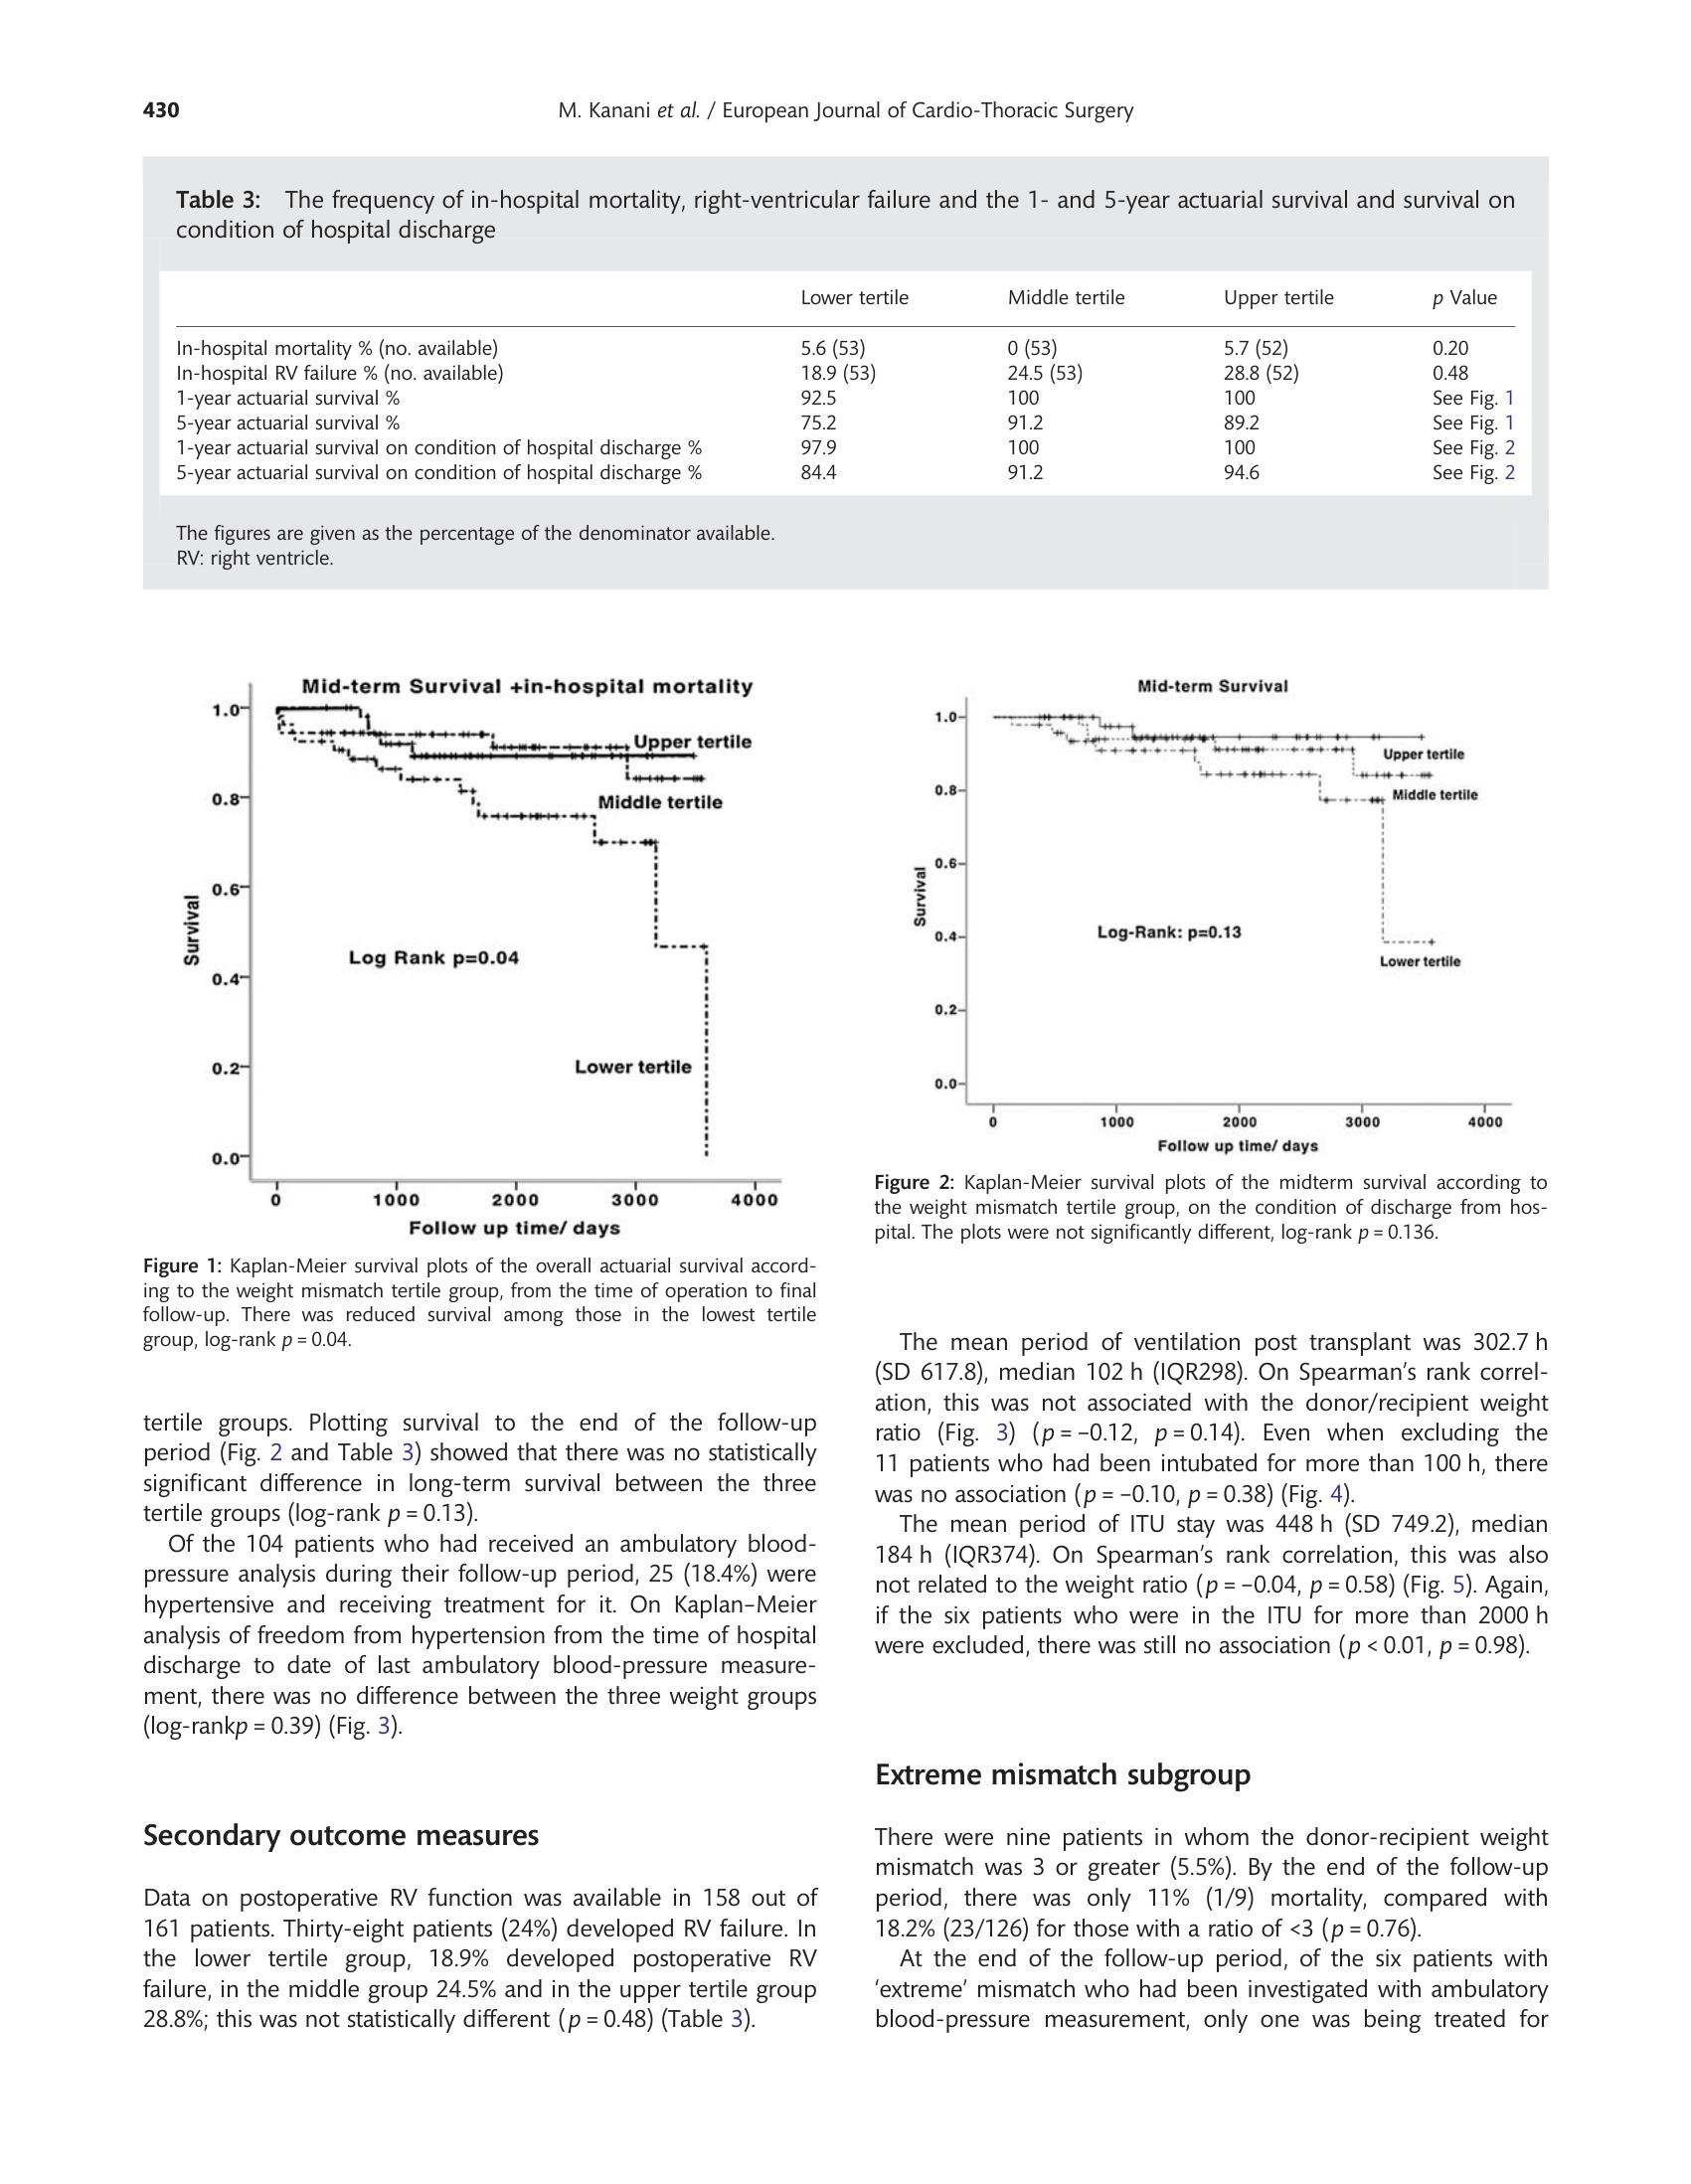 430
M. Kanani et al. / European Journal of Cardio-Thoracic Surgery
Table 3: The frequency of in-hospital mortality, right-ventricular failure and the 1- and 5-year actuarial survival and survival on
condition of hospital discharge
Lower tertile Middle tertile Upper tertile p Value
In-hospital mortality % (no. available) 5.6 (53) 0 (53) 5.7 (52) 0.20
In-hospital RV failure % (no. available) 18.9 (53) 24.5 (53) 28.8 (52) 0.48
1-year actuarial survival % 92.5 100 100 See Fig. 1
5-year actuarial survival % 75.2 91.2 89.2 See Fig. 1
1-year actuarial survival on condition of hospital discharge % 97.9 100 100 See Fig. 2
5-year actuarial survival on condition of hospital discharge % 84.4 91.2 94.6 See Fig. 2
The figures are given as the percentage of the denominator available.
RV: right ventricle.
Mid-term Survival +in-hospital mortality
1.0
Upper tertile
0.8
Middle tertile
0.6
Survival
Log Rank p=0.04
0.4
0.2
Lower tertile
0.0
0 1000 2000 3000 4000
Follow up time/ days
Figure 1: Kaplan-Meier survival plots of the overall actuarial survival accord-
ing to the weight mismatch tertile group, from the time of operation to final
follow-up. There was reduced survival among those in the lowest tertile
group, log-rank p = 0.04.
tertile groups. Plotting survival to the end of the follow-up
period (Fig. 2 and Table 3) showed that there was no statistically
significant difference in long-term survival between the three
tertile groups (log-rank p = 0.13).
Of the 104 patients who had received an ambulatory blood-
pressure analysis during their follow-up period, 25 (18.4%) were
hypertensive and receiving treatment for it. On Kaplan–Meier
analysis of freedom from hypertension from the time of hospital
discharge to date of last ambulatory blood-pressure measure-
ment, there was no difference between the three weight groups
(log-rankp = 0.39) (Fig. 3).
Secondary outcome measures
Data on postoperative RV function was available in 158 out of
161 patients. Thirty-eight patients (24%) developed RV failure. In
the lower tertile group, 18.9% developed postoperative RV
failure, in the middle group 24.5% and in the upper tertile group
28.8%; this was not statistically different (p = 0.48) (Table 3).
Mid-term Survival
1.0
Upper tertile
0.8
Middle tertile
0.6
Survival
Log-Rank: p=0.13
0.4
Lower tertile
0.2
0.0
0 1000 2000 3000 4000
Follow up time/ days
Figure 2: Kaplan-Meier survival plots of the midterm survival according to
the weight mismatch tertile group, on the condition of discharge from hos-
pital. The plots were not significantly different, log-rank p = 0.136.
The mean period of ventilation post transplant was 302.7 h
(SD 617.8), median 102 h (IQR298). On Spearman's rank correl-
ation, this was not associated with the donor/recipient weight
ratio (Fig. 3) (p = –0.12, p = 0.14). Even when excluding the
11 patients who had been intubated for more than 100 h, there
was no association (p = –0.10, p = 0.38) (Fig. 4).
The mean period of ITU stay was 448 h (SD 749.2), median
184 h (IQR374). On Spearman's rank correlation, this was also
not related to the weight ratio (p = –0.04, p = 0.58) (Fig. 5). Again,
if the six patients who were in the ITU for more than 2000 h
were excluded, there was still no association (p < 0.01, p = 0.98).
Extreme mismatch subgroup
There were nine patients in whom the donor-recipient weight
mismatch was 3 or greater (5.5%). By the end of the follow-up
period, there was only 11% (1/9) mortality, compared with
18.2% (23/126) for those with a ratio of <3 (p = 0.76).
At the end of the follow-up period, of the six patients with
‘extreme’ mismatch who had been investigated with ambulatory
blood-pressure measurement, only one was being treated for